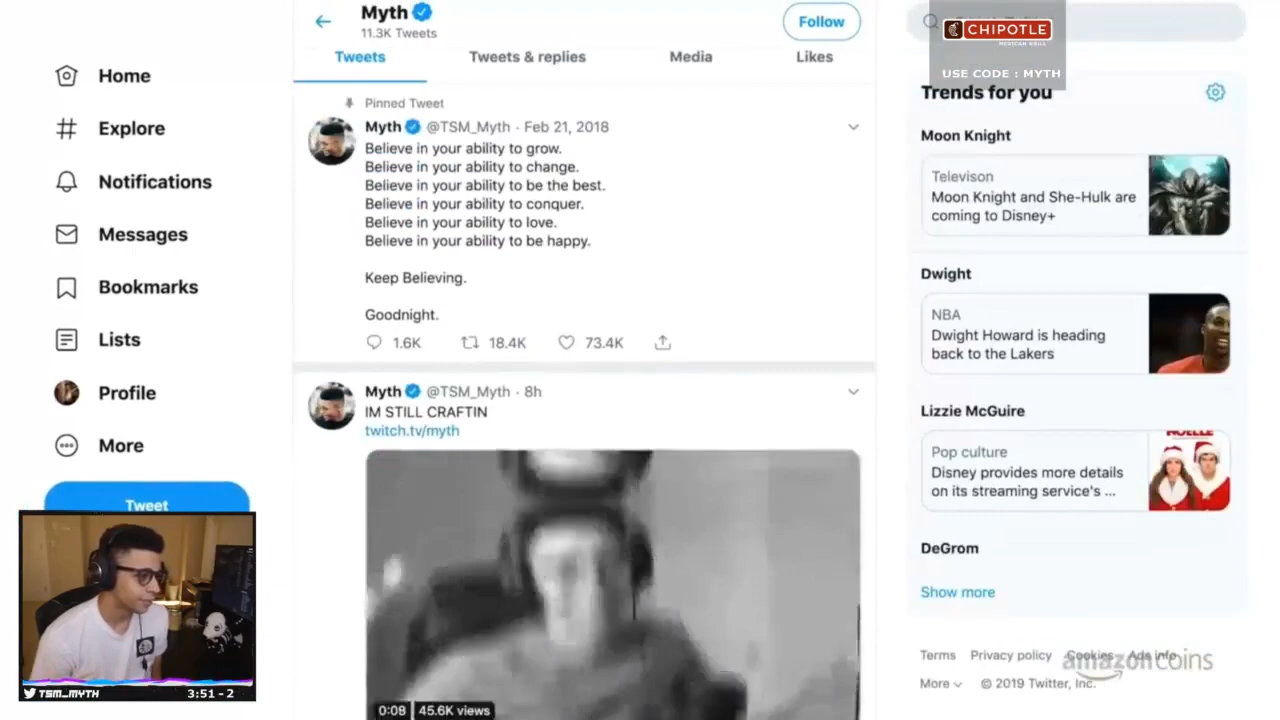 Home
Explore
Notifications
Messages
Bookmarks
Lists
Profile
More
Tweet
TSM_MYTH
3:51 - 2
Myth
11.3K Tweets
Follow
Tweets
Tweets & replies
Media
Likes
Pinned Tweet
Myth @TSM_Myth · Feb 21, 2018
Believe in your ability to grow.
Believe in your ability to change.
Believe in your ability to be the best.
Believe in your ability to conquer.
Believe in your ability to love.
Believe in your ability to be happy.
Keep Believing.
Goodnight.
1.6K 18.4K 73.4K
Myth @TSM_Myth · 8h
IM STILL CRAFTIN
twitch.tv/myth
0:09 45.6K views
CHIPOTLE
MEXICAN GRILL
USE CODE : MYTH
Trends for you
Moon Knight
Televison
Moon Knight and She-Hulk are
coming to Disney+
Dwight
NBA
Dwight Howard is heading
back to the Lakers
Lizzie McGuire
Pop culture
Disney provides more details
on its streaming service's ...
NOELLE
DeGrom
Show more
Terms Privacy policy Cookies Ads info
amazon coins
More © 2019 Twitter, Inc.